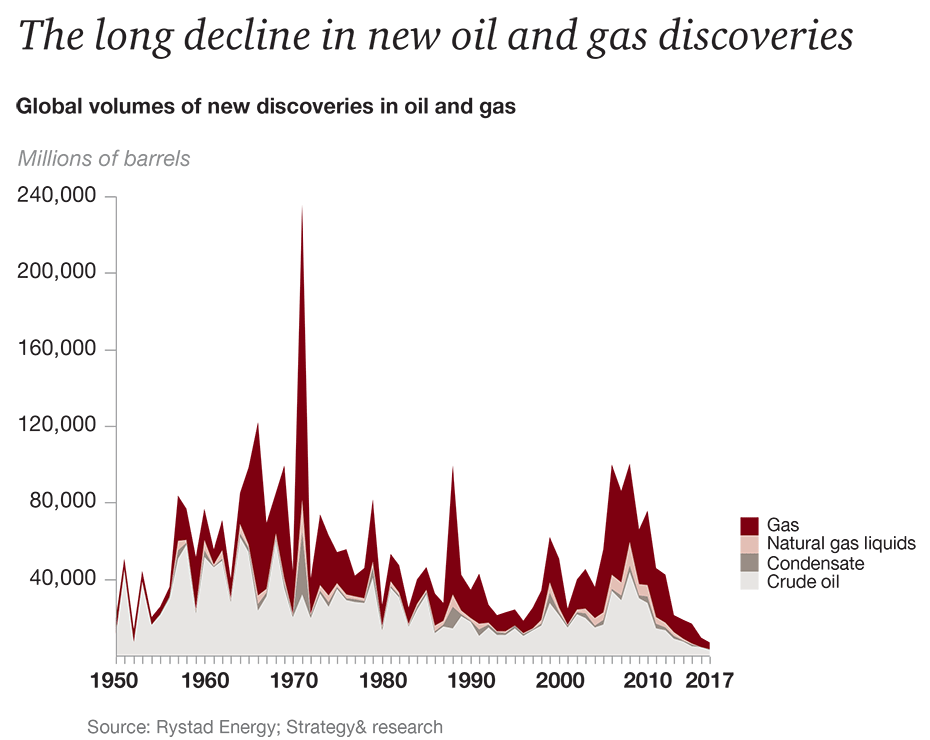 The long decline in new oil and gas discoveries
Global volumes of new discoveries in oil and gas
Millions of barrels
240,000
200,000
160,000
120,000
80,000
40,000
Gas
Natural gas liquids
Condensate
Crude oil
1950 1960 1970 1980 1990 2000 2010 2017
Source: Rystad Energy; Strategy& research